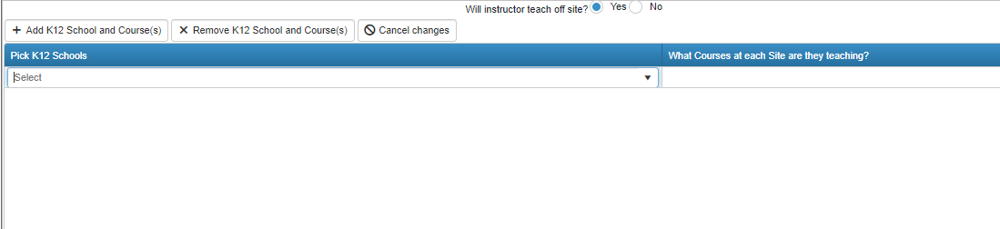 Will instructor teach off site? Yes No
Add K12 School and Course(s) Remove K12 School and Course(s) Cancel changes
Pick K12 Schools What Courses at each Site are they teaching?
Select